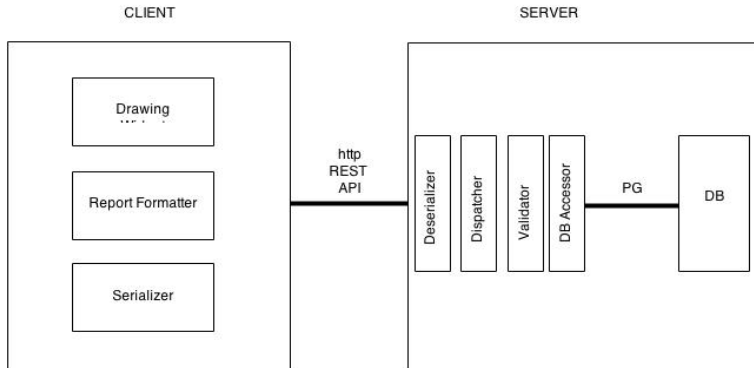 CLIENT
SERVER
Drawing
Report Formatter
Serializer
http
REST
API
Deserializer
Dispatcher
Validator
DB Accessor
PG
DB